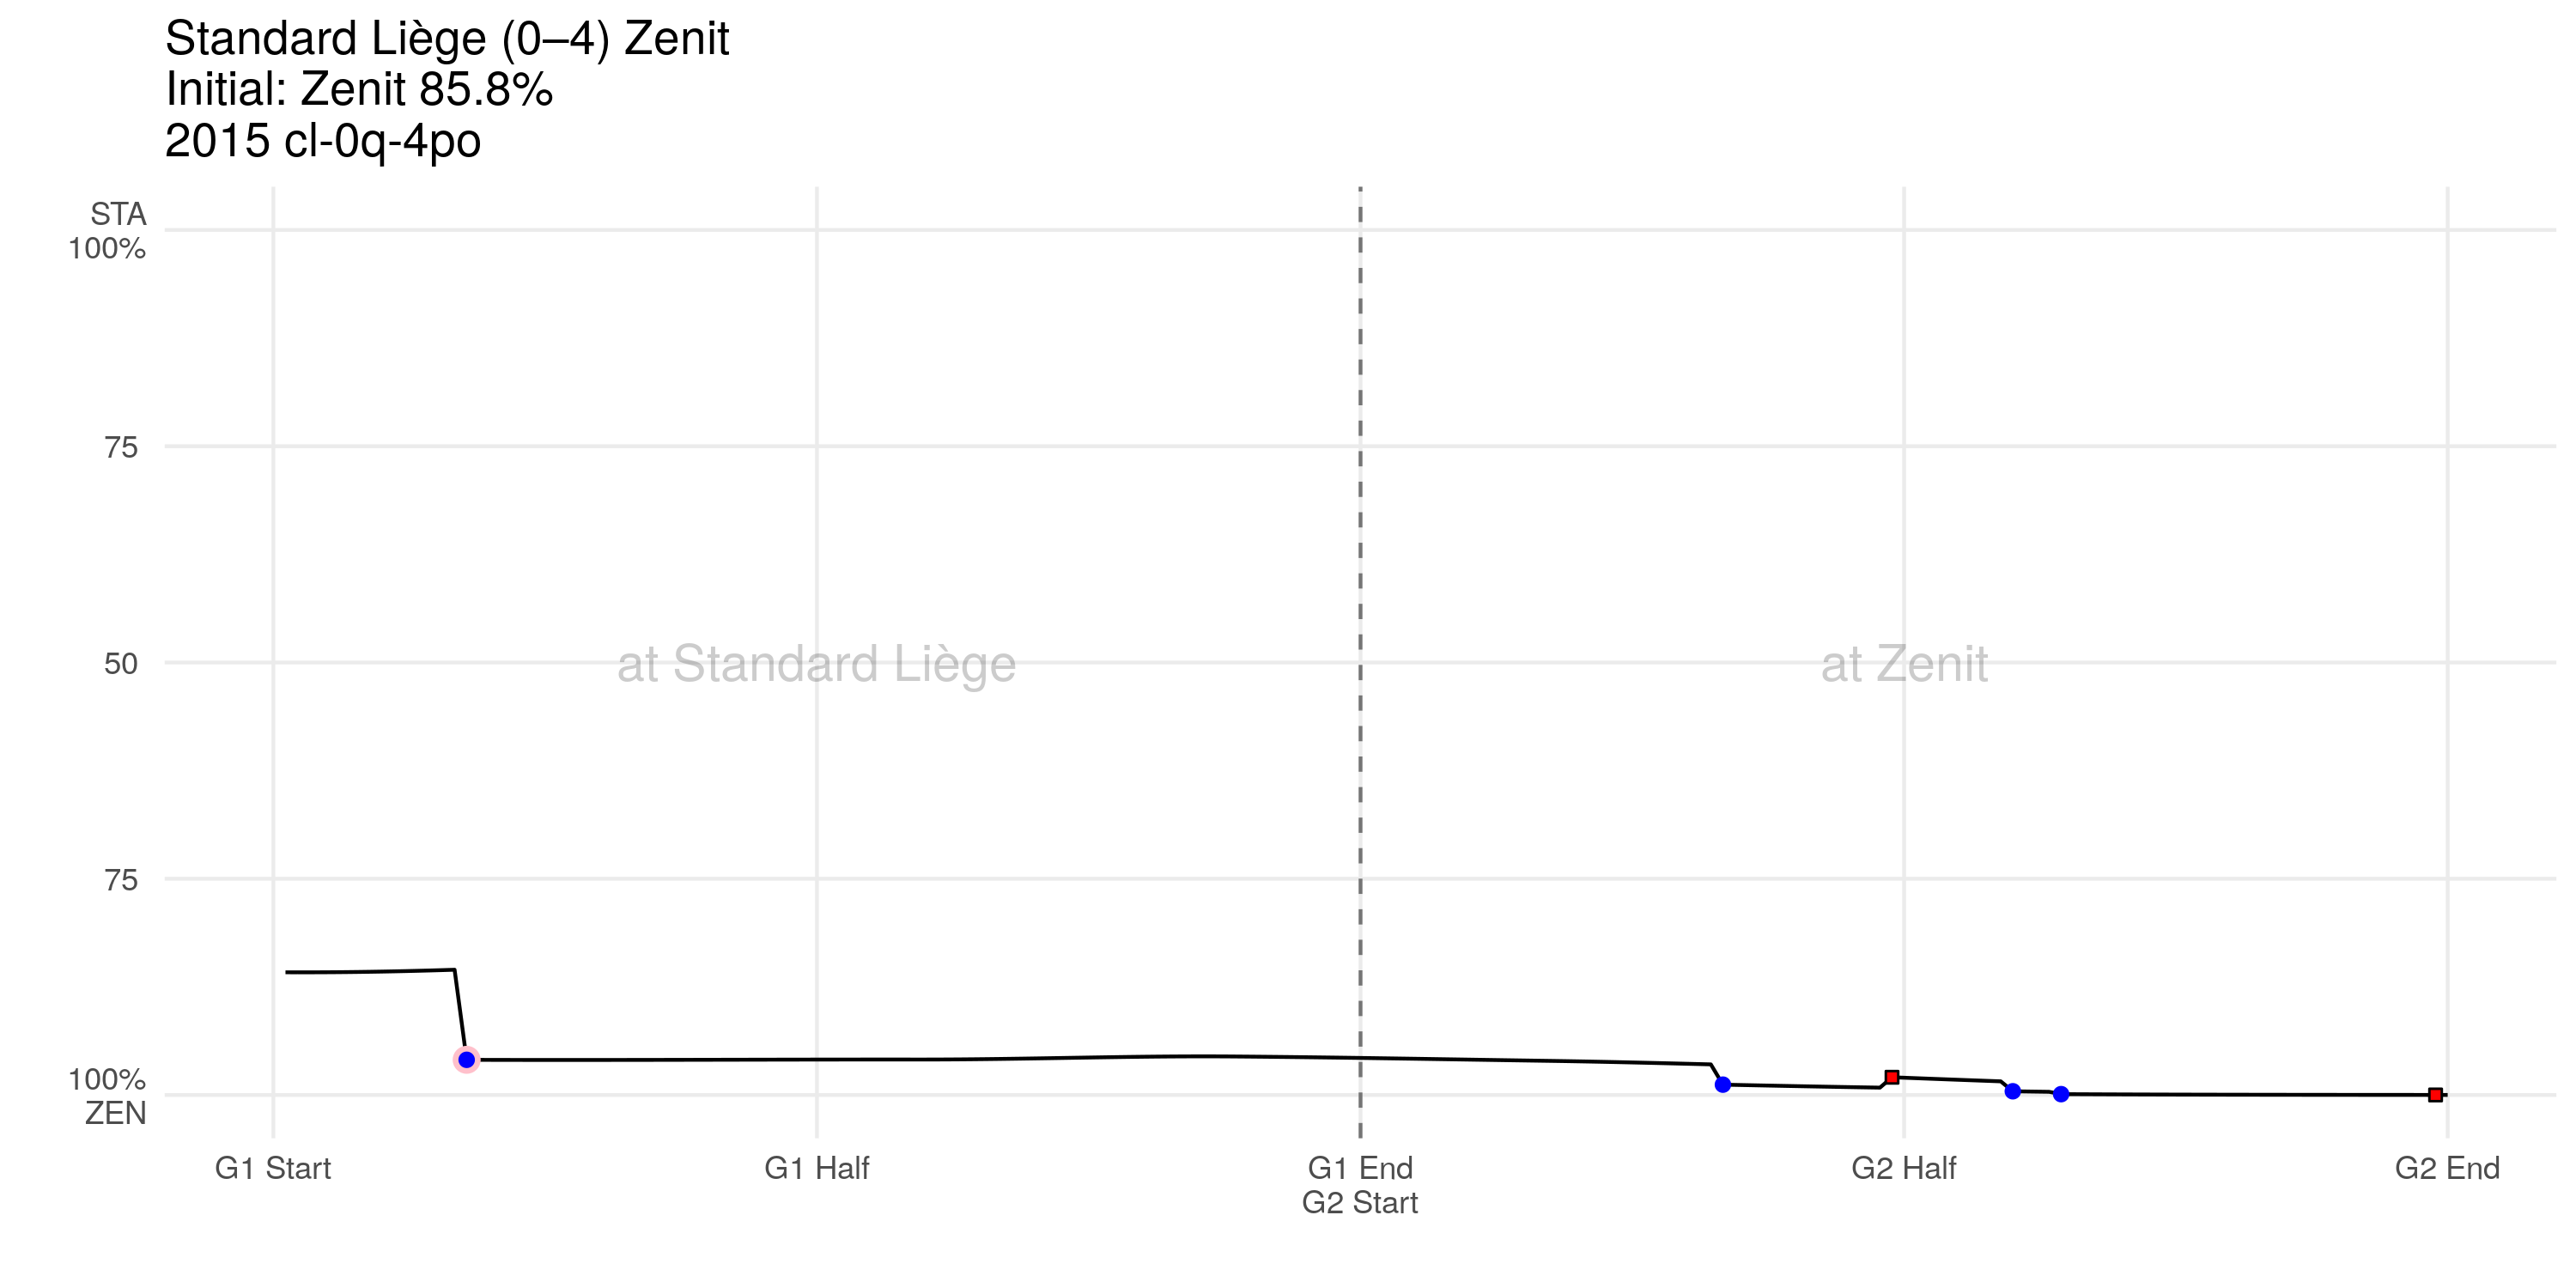 Standard Liège (0–4) Zenit
Initial: Zenit 85.8%
2015 cl-0q-4po
STA
100%
75
50
75
100%
ZEN
at Standard Liège
at Zenit
G1 Start
G1 Half
G1 End
G2 Start
G2 Half
G2 End